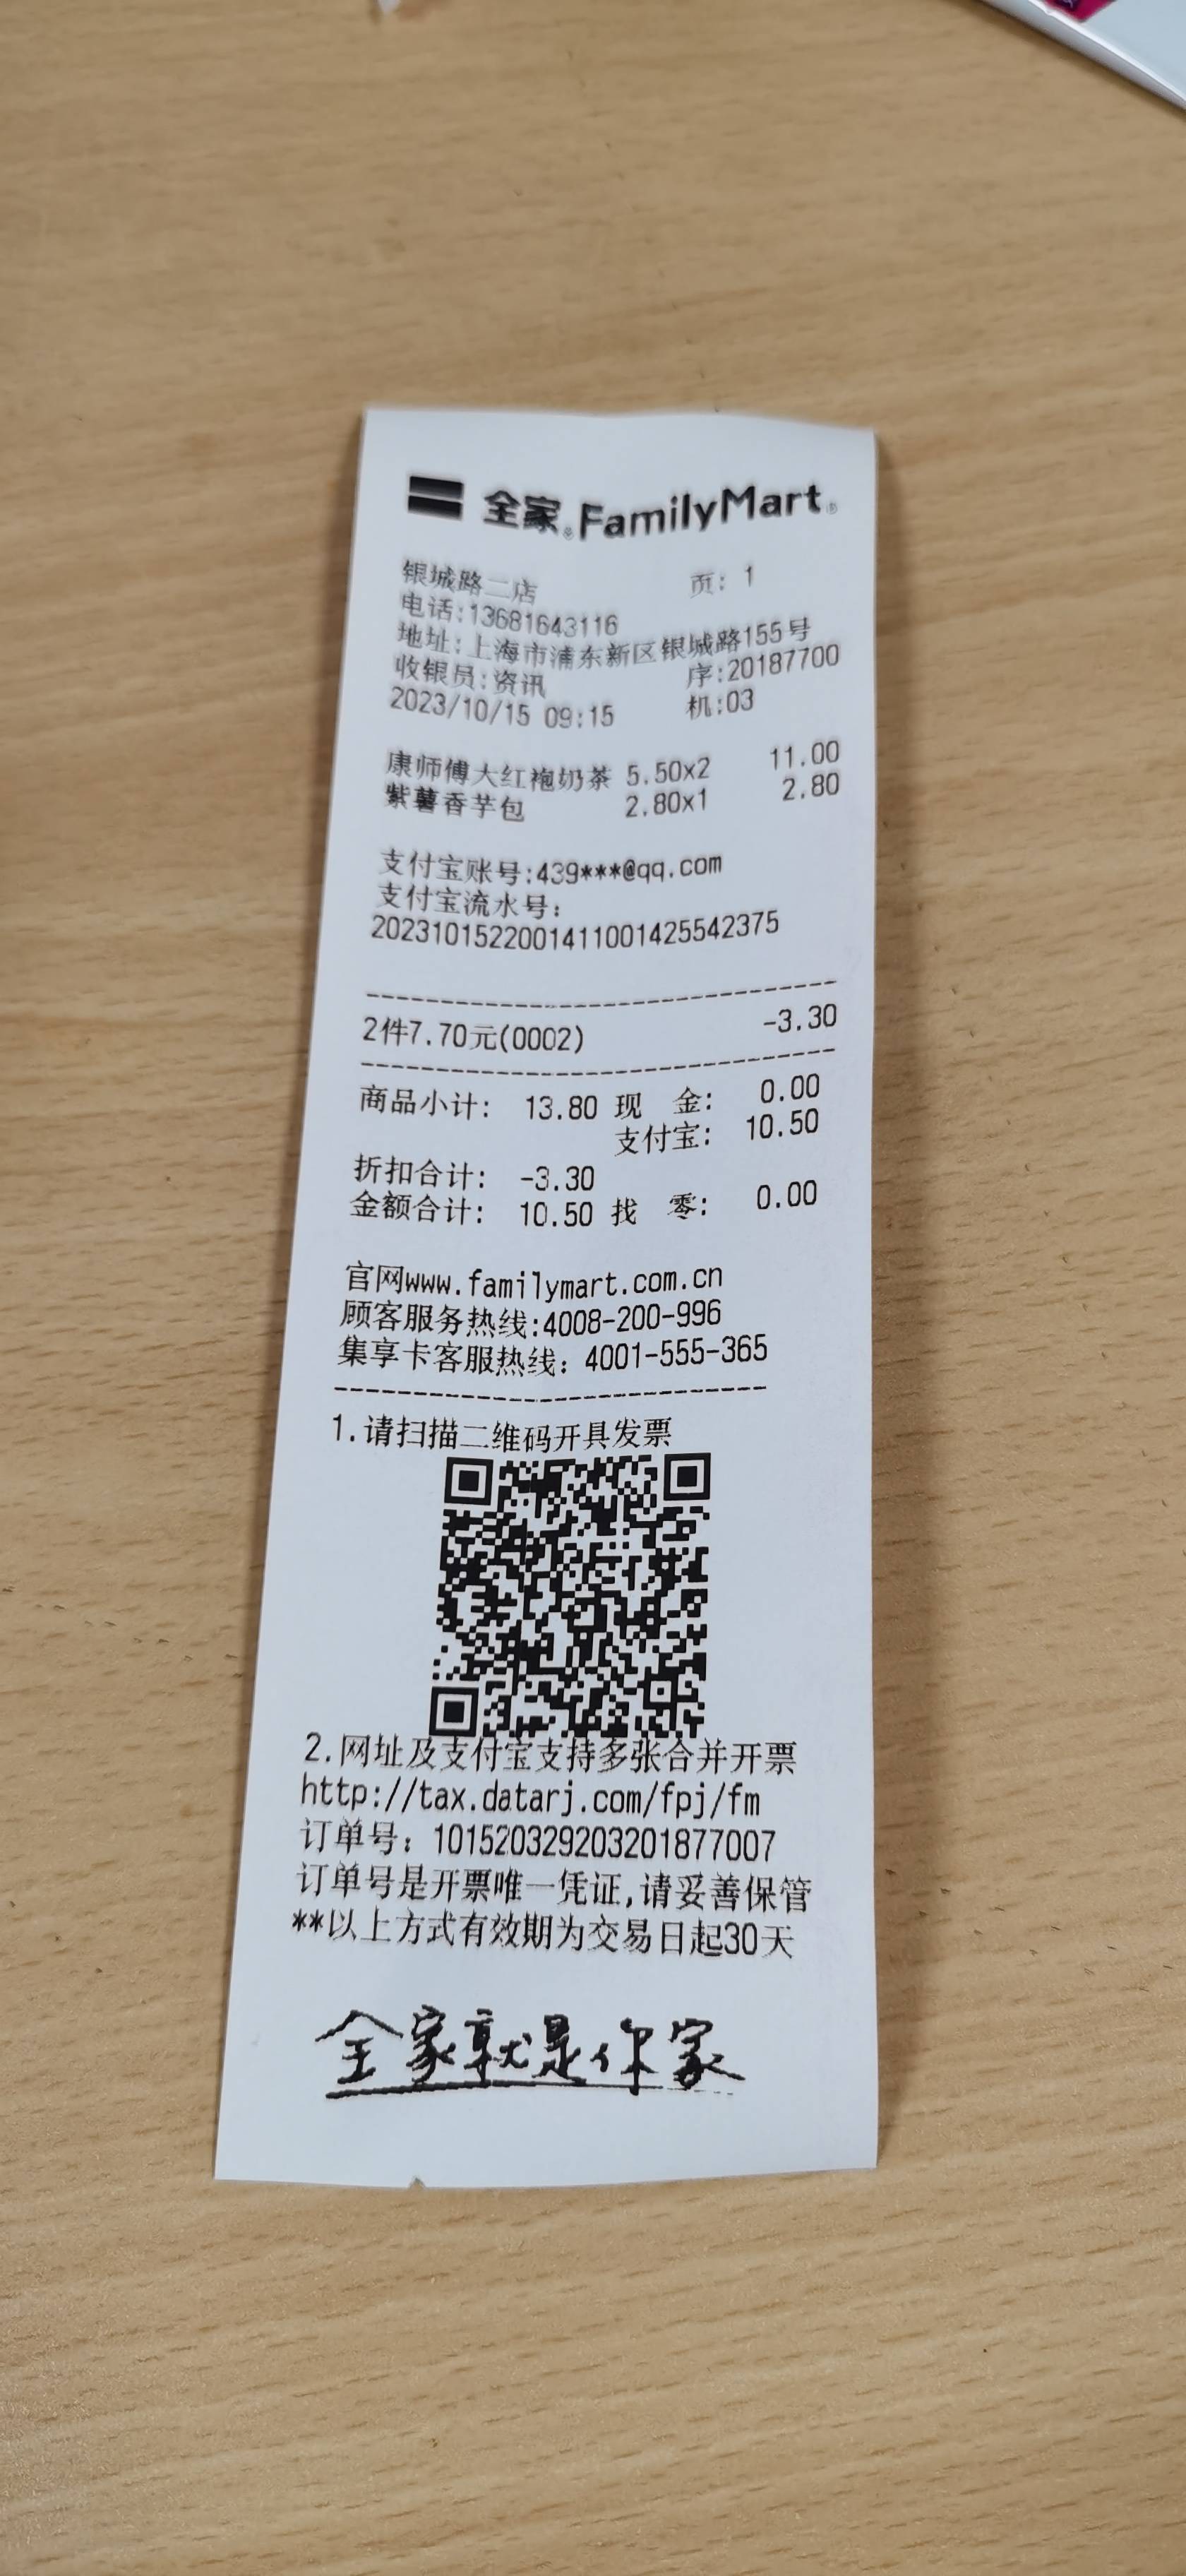 全家 FamilyMart
银城路二店 页: 1
电话:13681643116
地址:上海市浦东新区银城路155号
收银员:资讯 序:20187700
2023/10/15 09:15 机:03
康师傅大红袍奶茶 5.50x2 11.00
紫薯香芋包 2.80x1 2.80
支付宝账号:439***@qq.com
支付宝流水号:
2023101522001411001425542375
2件7.70元(0002) -3.30
商品小计: 13.80 现 金: 0.00
支付宝: 10.50
折扣合计: -3.30
金额合计: 10.50 找 零: 0.00
官网www.familymart.com.cn
顾客服务热线:4008-200-996
集享卡客服热线: 4001-555-365
1.请扫描二维码开具发票
2.网址及支付宝支持多张合并开票
http://tax.datarj.com/fpj/fm
订单号: 101520329203201877007
订单号是开票唯一凭证,请妥善保管
**以上方式有效期为交易日起30天
全家就是你家